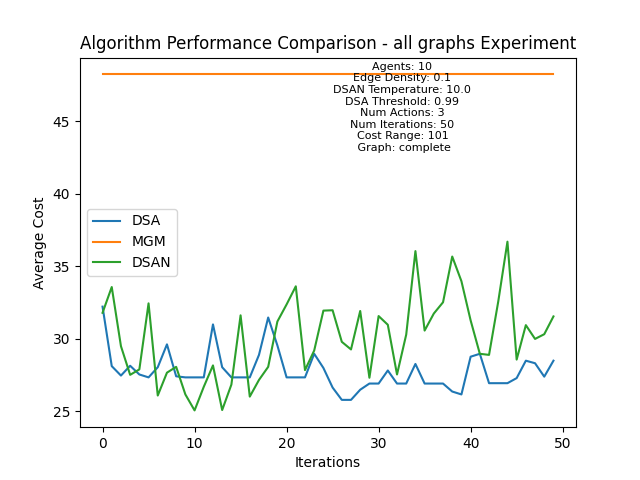 Algorithm Performance Comparison - all graphs Experiment
Agents: 10
Edge Density: 0.1
DSAN Temperature: 10.0
DSA Threshold: 0.99
Num Actions: 3
Num Iterations: 50
Cost Range: 101
Graph: complete
45
40
35
30
25
Average Cost
DSA
MGM
DSAN
0
10
20
30
40
50
Iterations